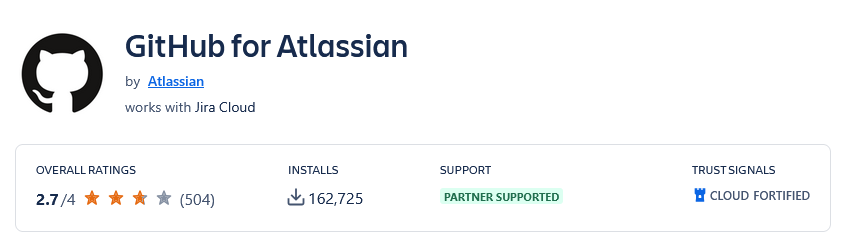 GitHub for Atlassian
by Atlassian
works with Jira Cloud
OVERALL RATINGS INSTALLS SUPPORT TRUST SIGNALS
2.7/4 (504) 162,725 PARTNER SUPPORTED CLOUD FORTIFIED